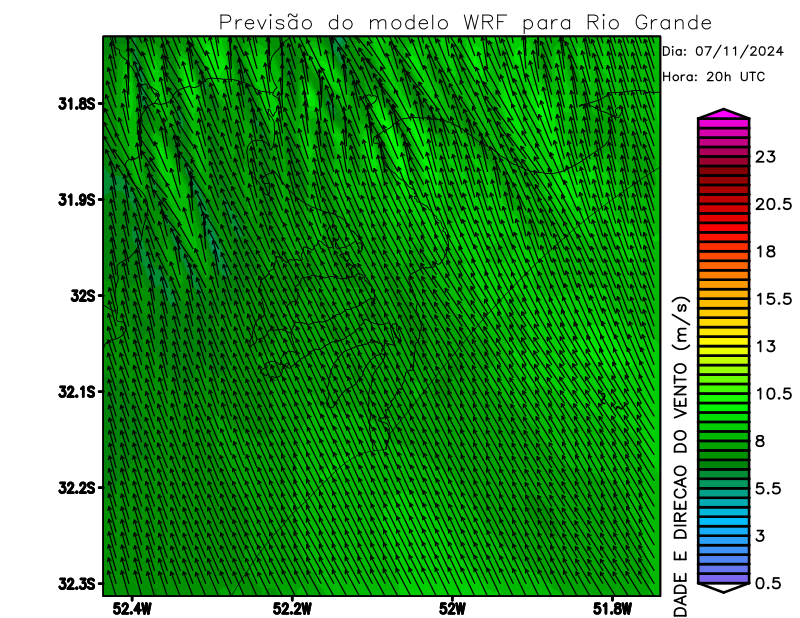 Previsão do modelo WRF para Rio Grande
Dia: 07/11/2024
Hora: 20h UTC
31.8S
31.9S
32S
32.1S
32.2S
32.3S
52.4W
52.2W
52W
51.8W
DADE E DIRECAO DO VENTO (m/s)
23
20.5
18
15.5
13
10.5
8
5.5
3
0.5